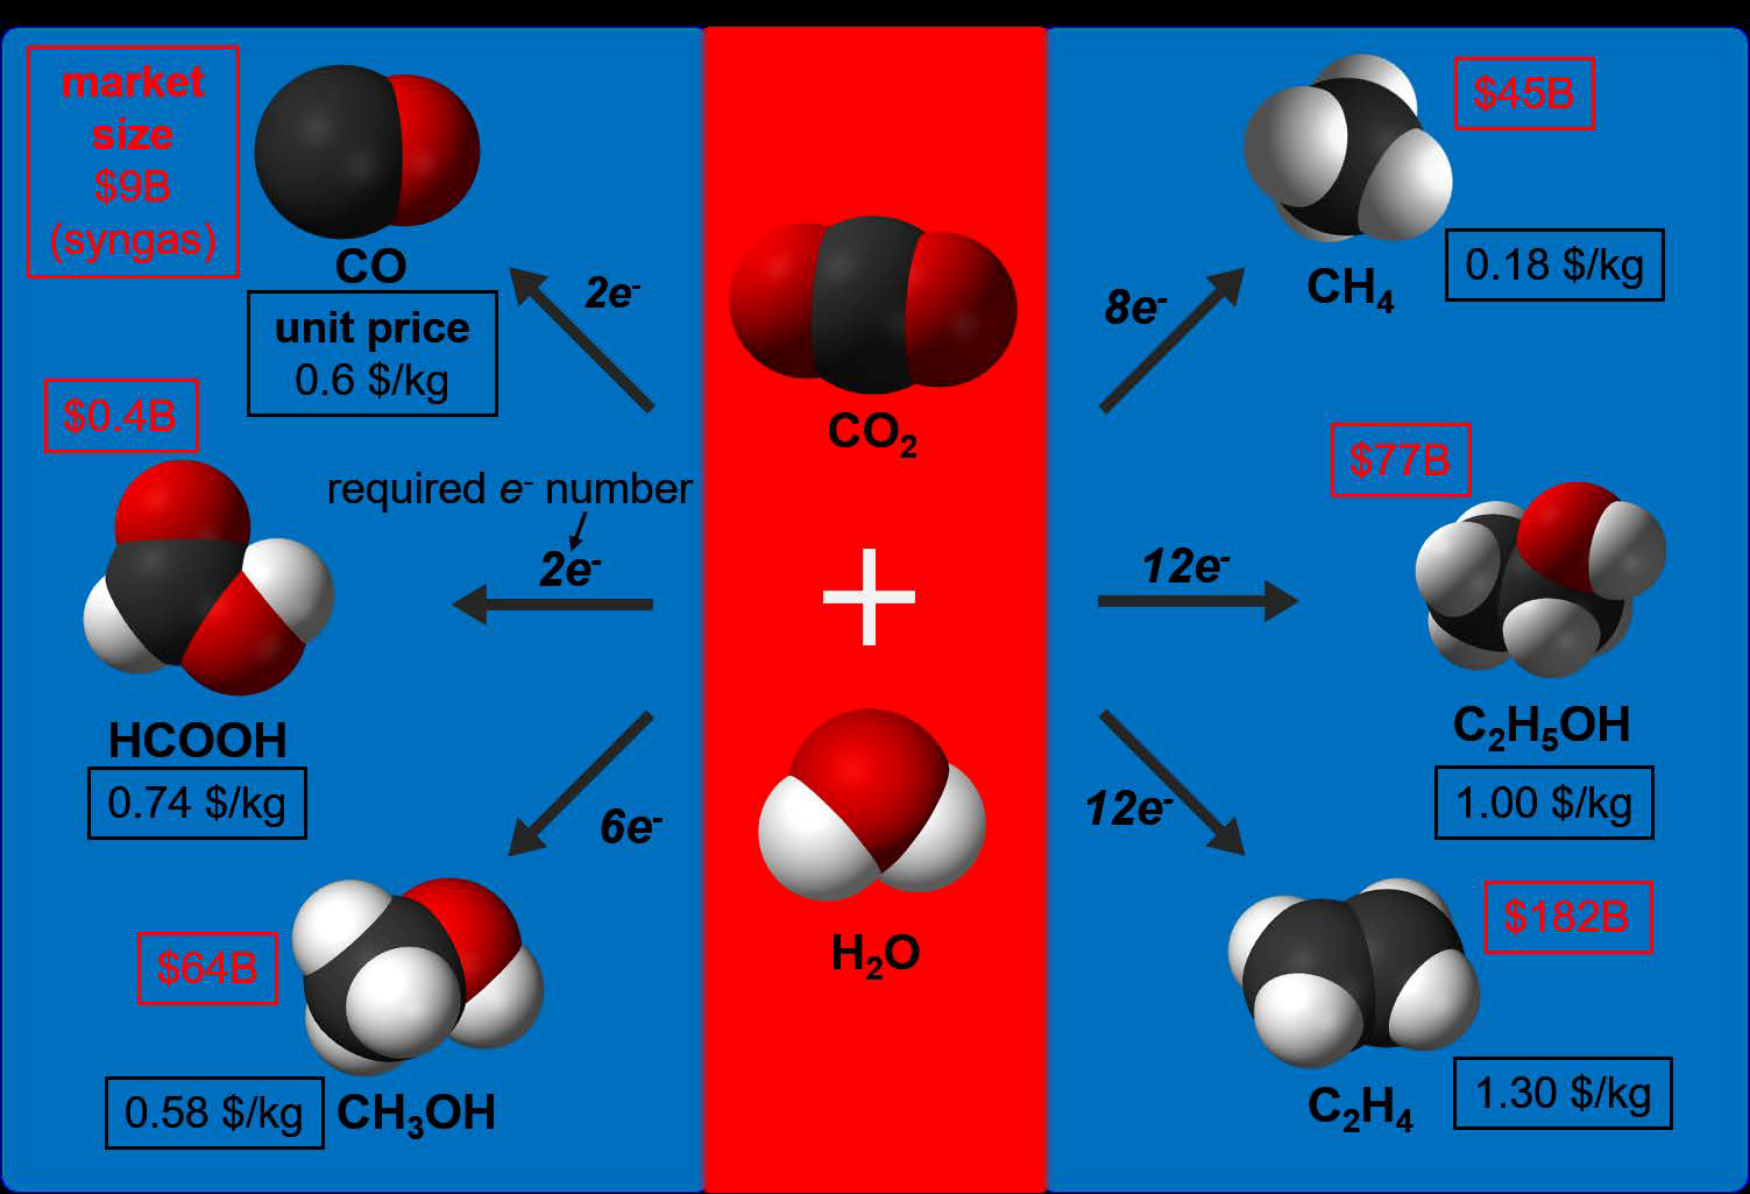 market
size
$9B
(syngas)
CO
unit price
0.6 $/kg
2e⁻
$0.4B
required e⁻ number
2e⁻
HCOOH
0.74 $/kg
6e⁻
$64B
0.58 $/kg
CH₃OH
CO₂
+
H₂O
$45B
CH₄
0.18 $/kg
8e⁻
$77B
12e⁻
C₂H₅OH
1.00 $/kg
12e⁻
$182B
C₂H₄
1.30 $/kg